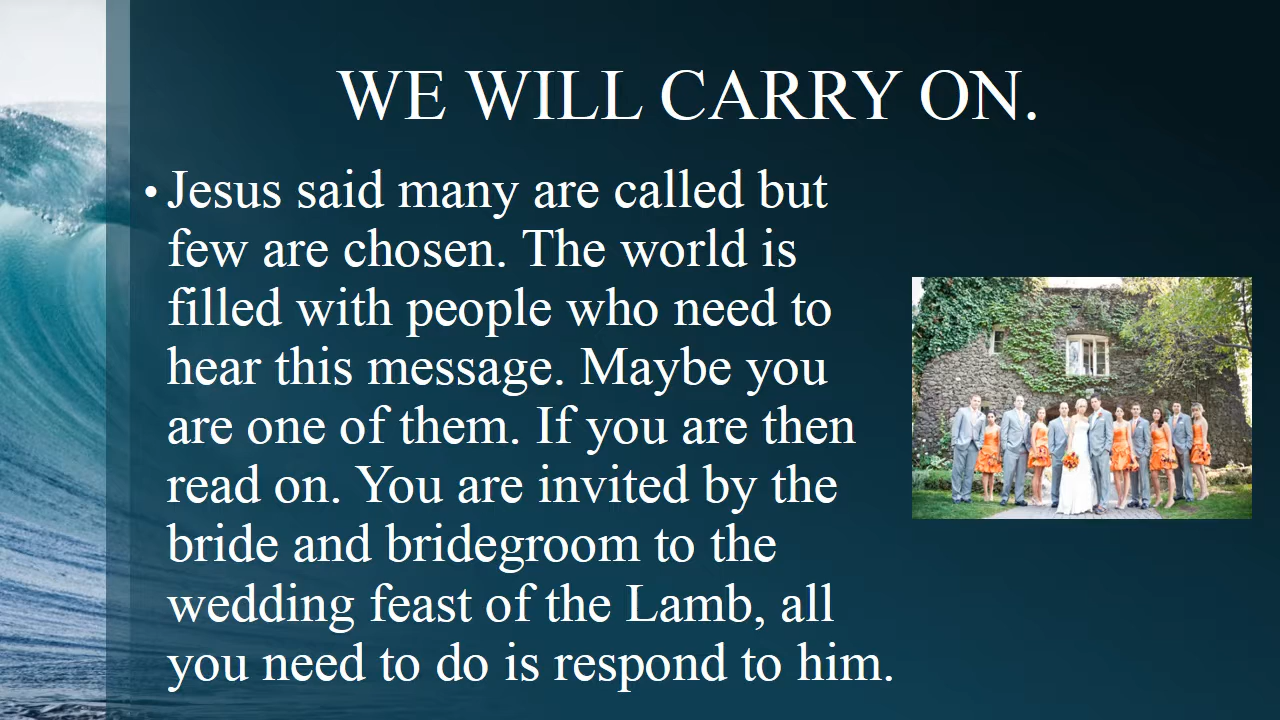 WE WILL CARRY ON.
• Jesus said many are called but
few are chosen. The world is
filled with people who need to
hear this message. Maybe you
are one of them. If you are then
read on. You are invited by the
bride and bridegroom to the
wedding feast of the Lamb, all
you need to do is respond to him.